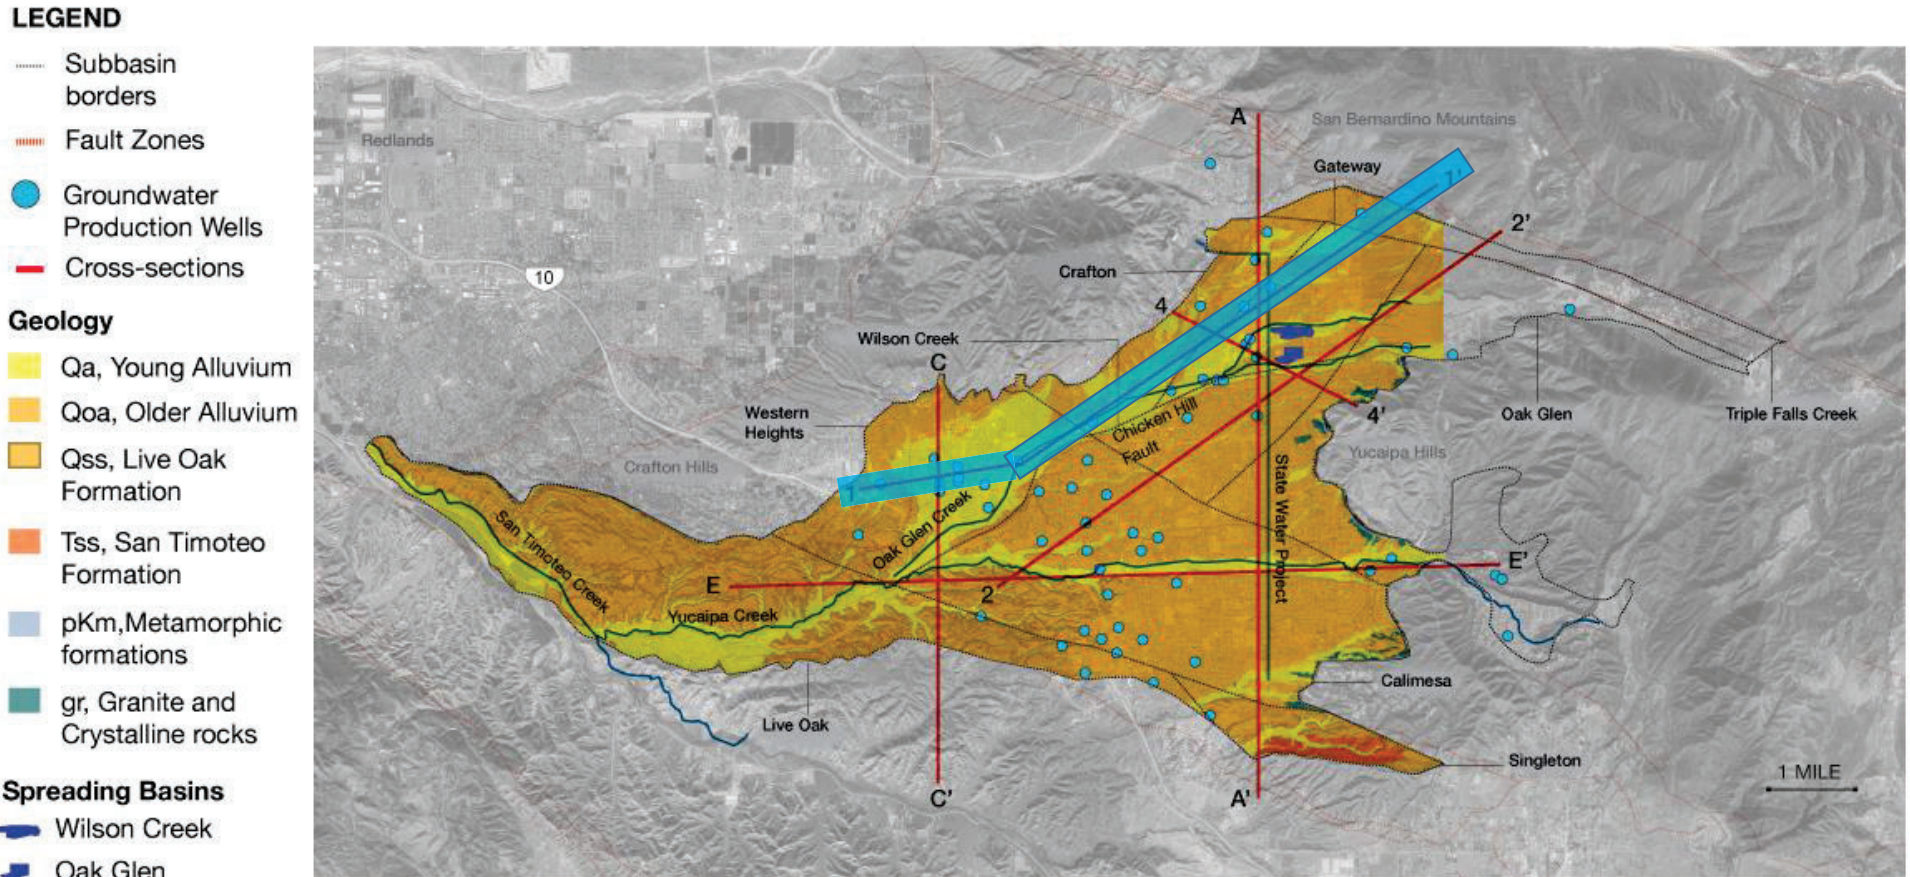 LEGEND
Subbasin
borders
Fault Zones
Groundwater
Production Wells
Cross-sections
Geology
Qa, Young Alluvium
Qoa, Older Alluvium
Qss, Live Oak
Formation
Tss, San Timoteo
Formation
pKm,Metamorphic
formations
gr, Granite and
Crystalline rocks
Spreading Basins
Wilson Creek
Oak Glen
Redlands
10
A
San Bernardino Mountains
Gateway
1'
2'
Crafton
4
Wilson Creek
C
Western
Heights
Crafton Hills
Chicken Hill
Fault
4'
Oak Glen
Triple Falls Creek
Yucaipa Hills
1
State Water Project
Oak Glen Creek
San Timoteo Creek
E
E'
2
Yucaipa Creek
Calimesa
Live Oak
Singleton
1 MILE
C'
A'